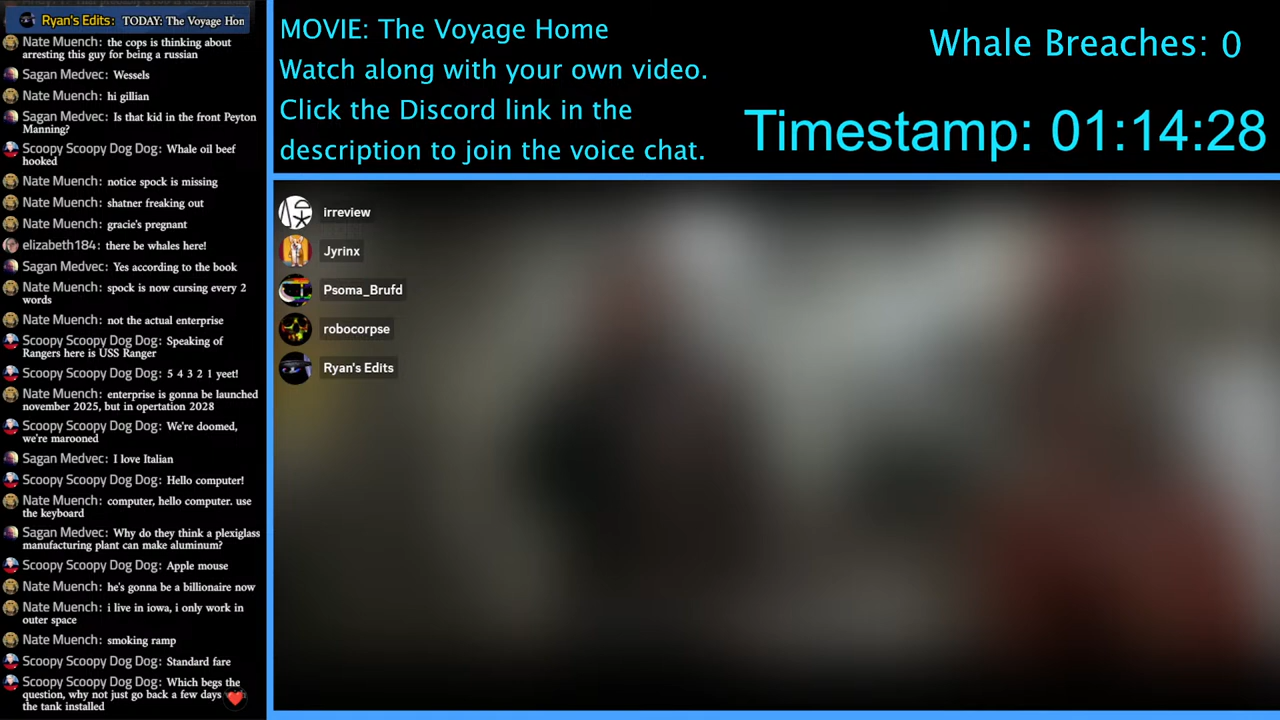 Ryan's Edits: TODAY: The Voyage Hon
Nate Muench: the cops is thinking about
arresting this guy for being a russian
Sagan Medvec: Wessels
Nate Muench: hi gillian
Sagan Medvec: Is that kid in the front Peyton
Manning?
Scoopy Scoopy Dog Dog: Whale oil beef
hooked
Nate Muench: notice spock is missing
Nate Muench: shatner freaking out
Nate Muench: gracie's pregnant
elizabeth184: there be whales here!
Sagan Medvec: Yes according to the book
Nate Muench: spock is now cursing every 2
words
Nate Muench: not the actual enterprise
Scoopy Scoopy Dog Dog: Speaking of
Rangers here is USS Ranger
Scoopy Scoopy Dog Dog: 5 4 3 2 1 yeet!
Nate Muench: enterprise is gonna be launched
november 2025, but in opertation 2028
Scoopy Scoopy Dog Dog: We're doomed,
we're marooned
Sagan Medvec: I love Italian
Scoopy Scoopy Dog Dog: Hello computer!
Nate Muench: computer, hello computer. use
the keyboard
Sagan Medvec: Why do they think a plexiglass
manufacturing plant can make aluminum?
Scoopy Scoopy Dog Dog: Apple mouse
Nate Muench: he's gonna be a billionaire now
Nate Muench: i live in iowa, i only work in
outer space
Nate Muench: smoking ramp
Scoopy Scoopy Dog Dog: Standard fare
Scoopy Scoopy Dog Dog: Which begs the
question, why not just go back a few days
the tank installed
MOVIE: The Voyage Home
Watch along with your own video.
Click the Discord link in the
description to join the voice chat.
Whale Breaches: 0
Timestamp: 01:14:28
irreview
Jyrinx
Psoma_Brufd
robocorpse
Ryan's Edits